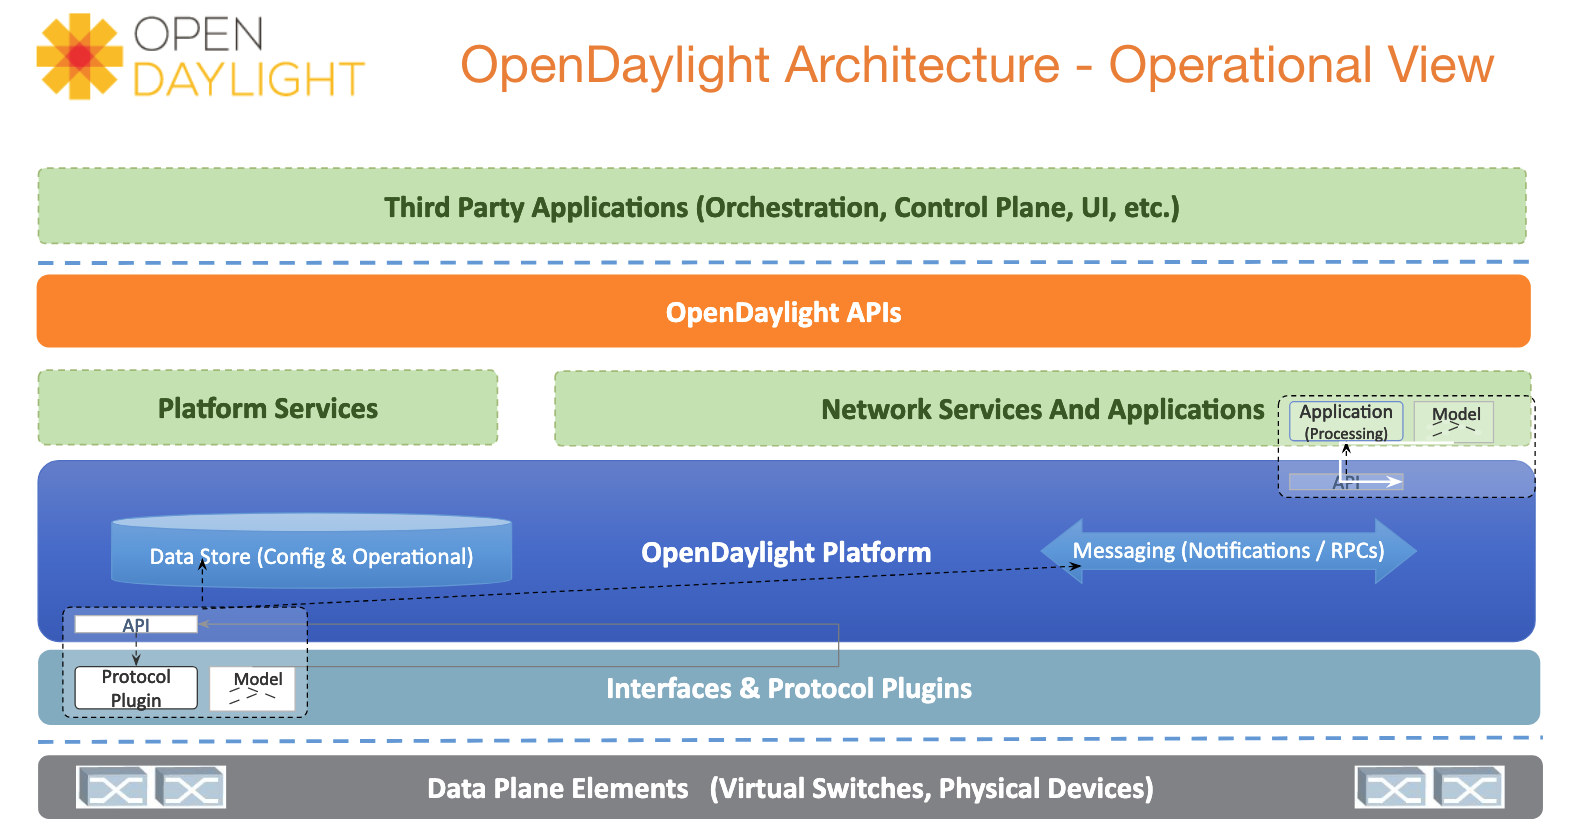 OPEN
DAYLIGHT
OpenDaylight Architecture - Operational View
Third Party Applications (Orchestration, Control Plane, UI, etc.)
OpenDaylight APIs
Platform Services
Network Services And Applications
Application
(Processing)
Model
API
Data Store (Config & Operational)
OpenDaylight Platform
Messaging (Notifications / RPCs)
API
Protocol
Plugin
Model
Interfaces & Protocol Plugins
Data Plane Elements (Virtual Switches, Physical Devices)